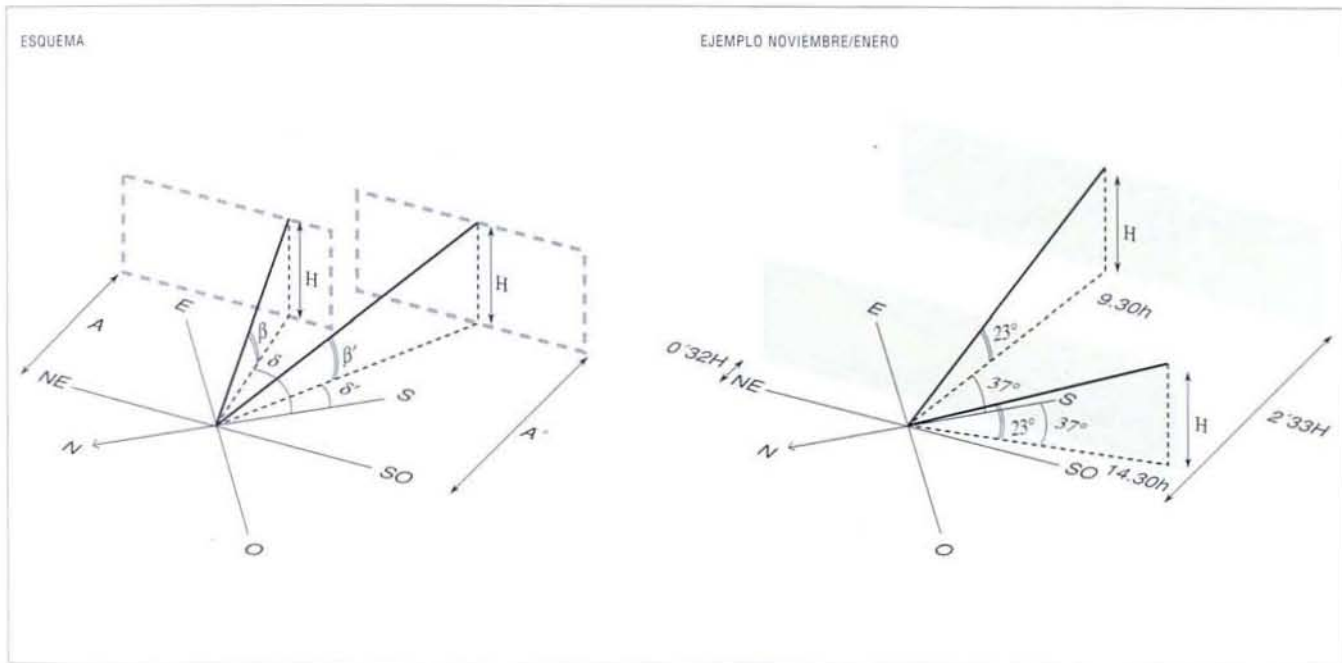 ESQUEMA
E
A
NE
N
β
δ
H
β'
δ'
H
S
A'
SO
O
EJEMPLO NOVIEMBRE/ENERO
H
9.30h
E
23°
0'32H
NE
37°
S
23°
37°
H
2'33H
N
SO
14.30h
O